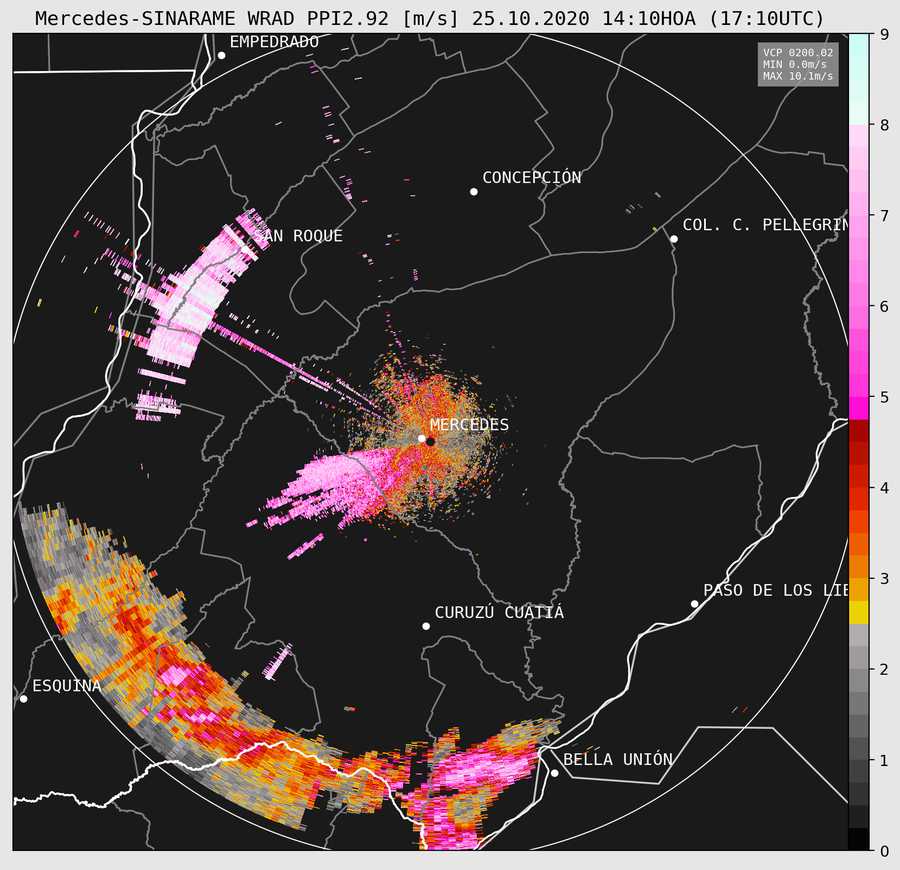 Mercedes-SINARAME WRAD PPI2.92 [m/s] 25.10.2020 14:10HOA (17:10UTC)
EMPEDRADO
VCP 0200.02
MIN 0.0m/s
MAX 10.1m/s
CONCEPCIÓN
COL. C. PELLEGRIN
AN ROQUE
MERCEDES
PASO DE LOS LIB
CURUZÚ CUATIÁ
ESQUINA
BELLA UNIÓN
9
8
7
6
5
4
3
2
1
0